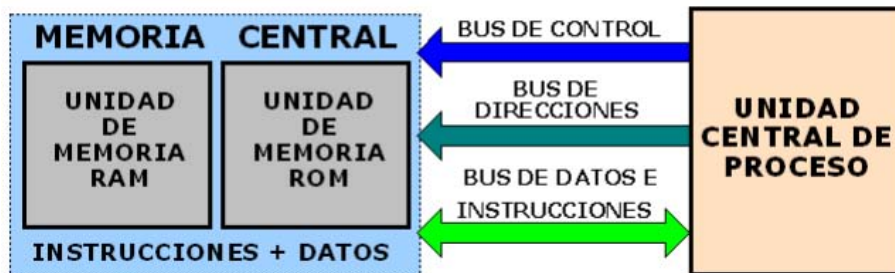 MEMORIA CENTRAL
UNIDAD
DE
MEMORIA
RAM
UNIDAD
DE
MEMORIA
ROM
INSTRUCCIONES + DATOS
BUS DE CONTROL
BUS DE
DIRECCIONES
BUS DE DATOS E
INSTRUCCIONES
UNIDAD
CENTRAL DE
PROCESO